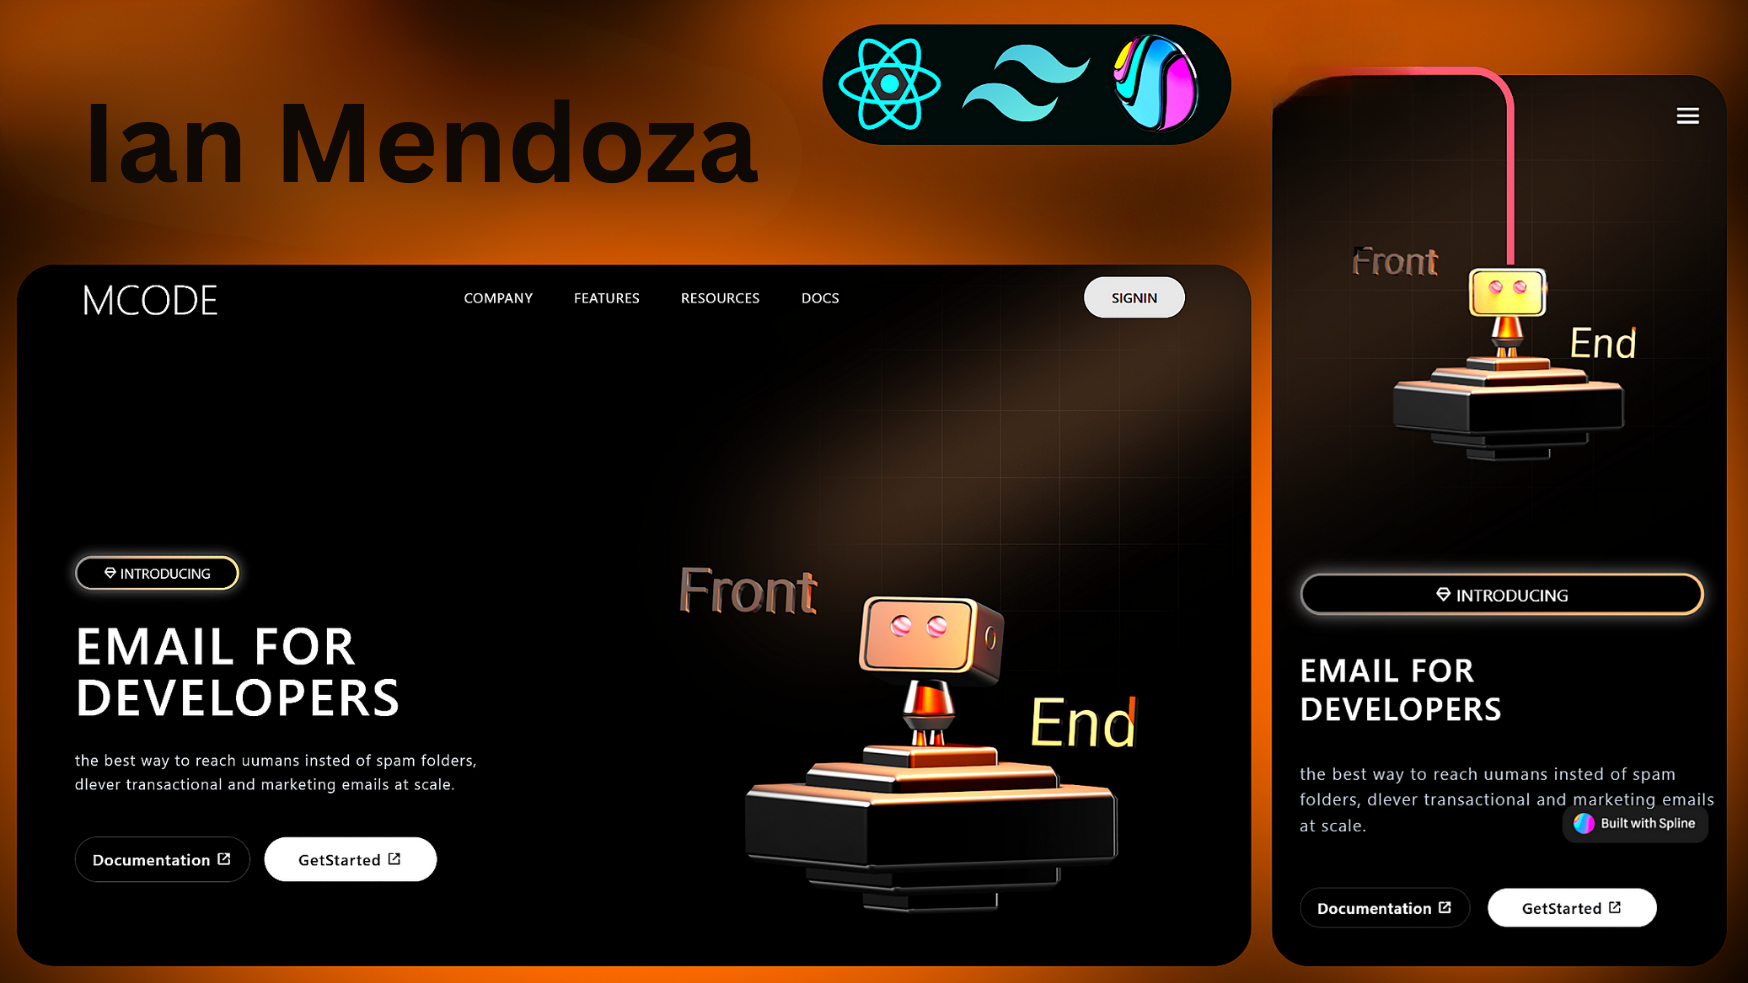 Ian Mendoza
MCODE
COMPANY
FEATURES
RESOURCES
DOCS
SIGNIN
Front
End
INTRODUCING
EMAIL FOR
DEVELOPERS
the best way to reach uumans insted of spam folders,
dlever transactional and marketing emails at scale.
Documentation
GetStarted
Front
End
INTRODUCING
EMAIL FOR
DEVELOPERS
the best way to reach uumans insted of spam
folders, dlever transactional and marketing emails
at scale.
Built with Spline
Documentation
GetStarted